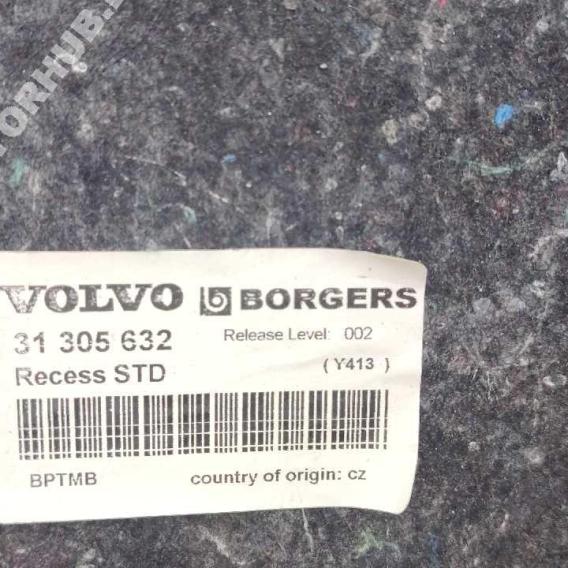 VOLVO BORGERS
31 305 632 Release Level: 002
Recess STD ( Y413 )
BPTMB country of origin: cz